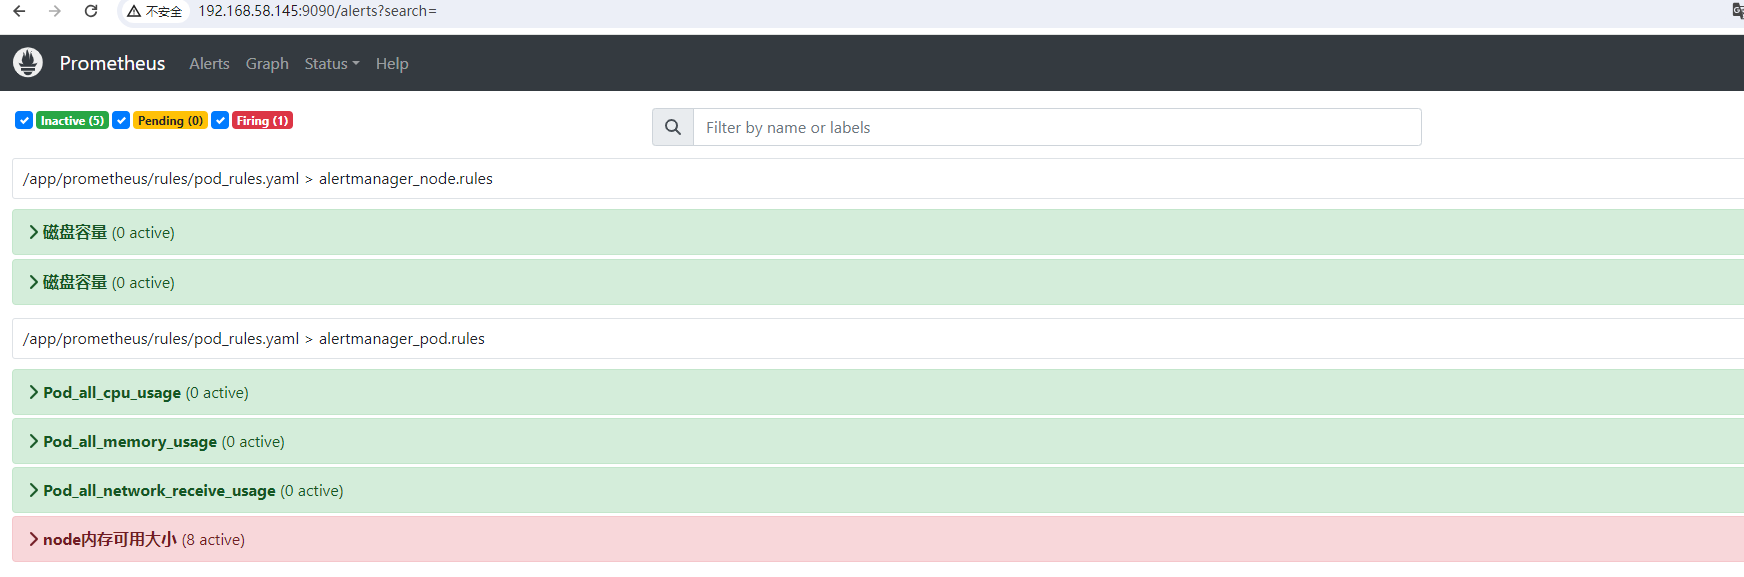 不安全 192.168.58.145:9090/alerts?search=
Prometheus Alerts Graph Status Help
Inactive (5) Pending (0) Firing (1) Filter by name or labels
/app/prometheus/rules/pod_rules.yaml > alertmanager_node.rules
磁盘容量 (0 active)
磁盘容量 (0 active)
/app/prometheus/rules/pod_rules.yaml > alertmanager_pod.rules
Pod_all_cpu_usage (0 active)
Pod_all_memory_usage (0 active)
Pod_all_network_receive_usage (0 active)
node内存可用大小 (8 active)